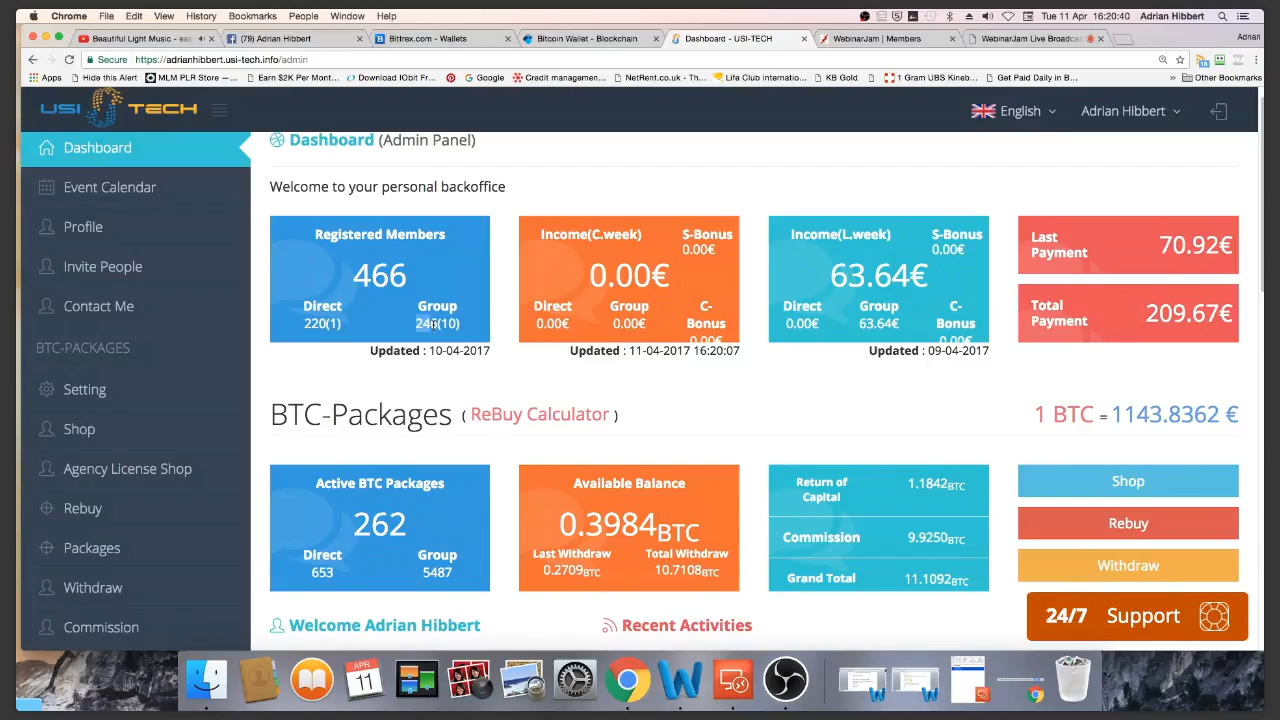 Chrome File Edit View History Bookmarks People Window Help Tue 11 Apr 16:20:40 Adrian Hibbert
Beautiful Light Music - eas (79) Adrian Hibbert Bittrex.com - Wallets Bitcoin Wallet - Blockchain Dashboard - USI-TECH WebinarJam | Members WebinarJam Live Broadca Adrian
Secure https://adrianhibbert.usi-tech.info/admin
Apps Hide this Alert MLM PLR Store — Earn $2K Per Mont... Download IObit Fr... Google Credit managemen... NetRent.co.uk - Th... Life Club Internatio... KB Gold 1 Gram UBS Kineb... Get Paid Daily in B... » Other Bookmarks
USI TECH English Adrian Hibbert
Dashboard
Event Calendar
Profile
Invite People
Contact Me
BTC-PACKAGES
Setting
Shop
Agency License Shop
Rebuy
Packages
Withdraw
Commission
Dashboard (Admin Panel)
Welcome to your personal backoffice
Registered Members
466
Direct Group
220(1) 246(10)
Updated : 10-04-2017
Income(C.week) S-Bonus
0.00€
0.00€
Direct Group C-Bonus
0.00€ 0.00€ 0.00€
Updated : 11-04-2017 16:20:07
Income(L.week) S-Bonus
0.00€
63.64€
Direct Group C-Bonus
0.00€ 63.64€ 0.00€
Updated : 09-04-2017
Last Payment 70.92€
Total Payment 209.67€
BTC-Packages ( ReBuy Calculator ) 1 BTC = 1143.8362 €
Active BTC Packages
262
Direct Group
653 5487
Available Balance
0.3984BTC
Last Withdraw Total Withdraw
0.2709BTC 10.7108BTC
Return of Capital 1.1842BTC
Commission 9.9250BTC
Grand Total 11.1092BTC
Shop
Rebuy
Withdraw
24/7 Support
Welcome Adrian Hibbert Recent Activities
APR
11